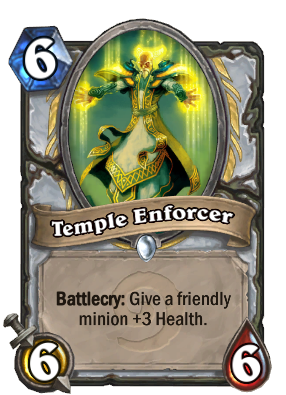 6
Temple Enforcer
Battlecry: Give a friendly
minion +3 Health.
6
6